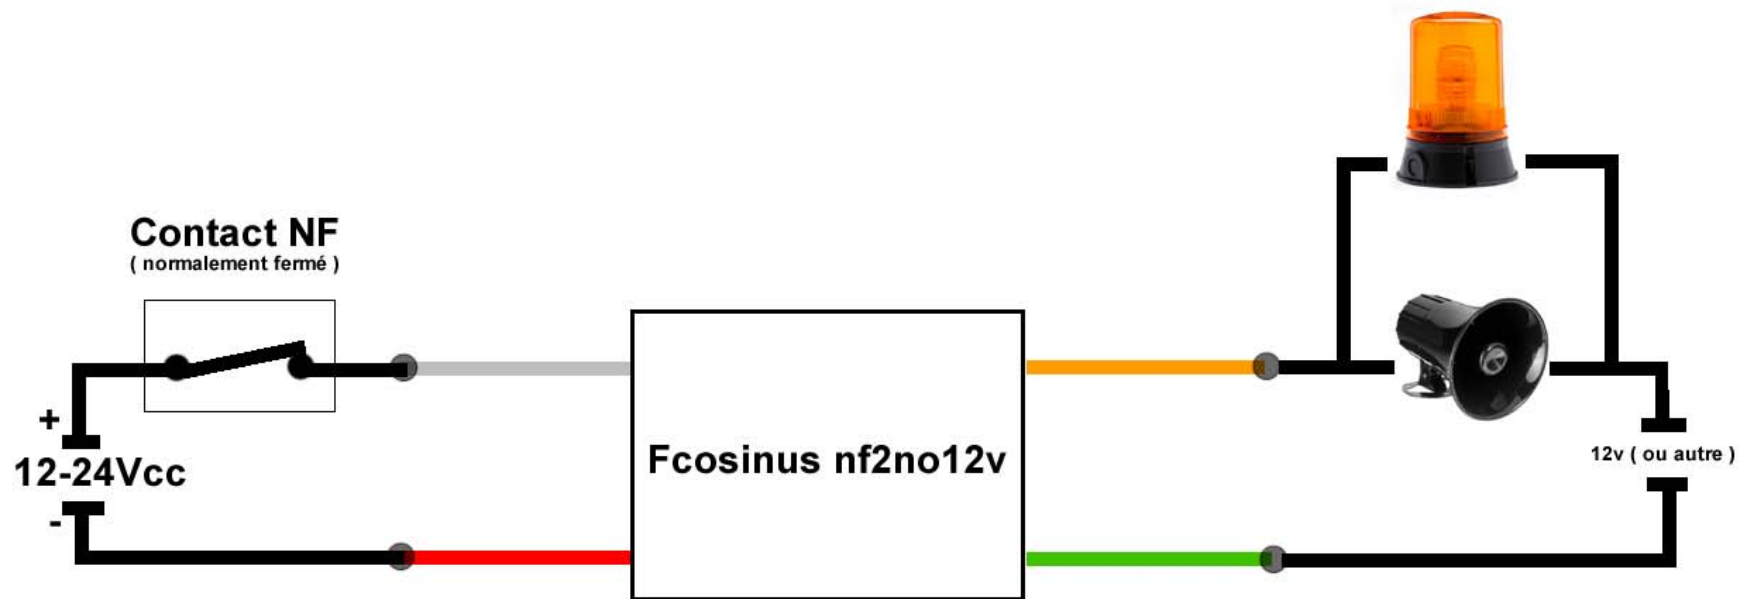 Contact NF
( normalement fermé )
+
12-24Vcc
-
Fcosinus nf2no12v
12v ( ou autre )